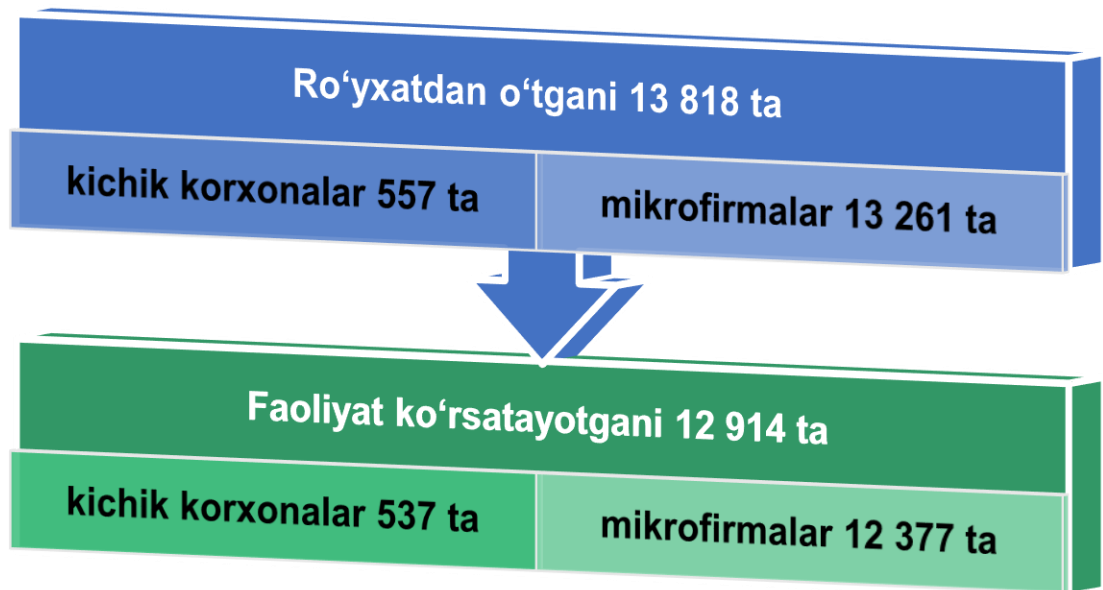 Ro‘yxatdan o‘tgani 13 818 ta
kichik korxonalar 557 ta
mikrofirmalar 13 261 ta
Faoliyat ko‘rsatayotgani 12 914 ta
kichik korxonalar 537 ta
mikrofirmalar 12 377 ta